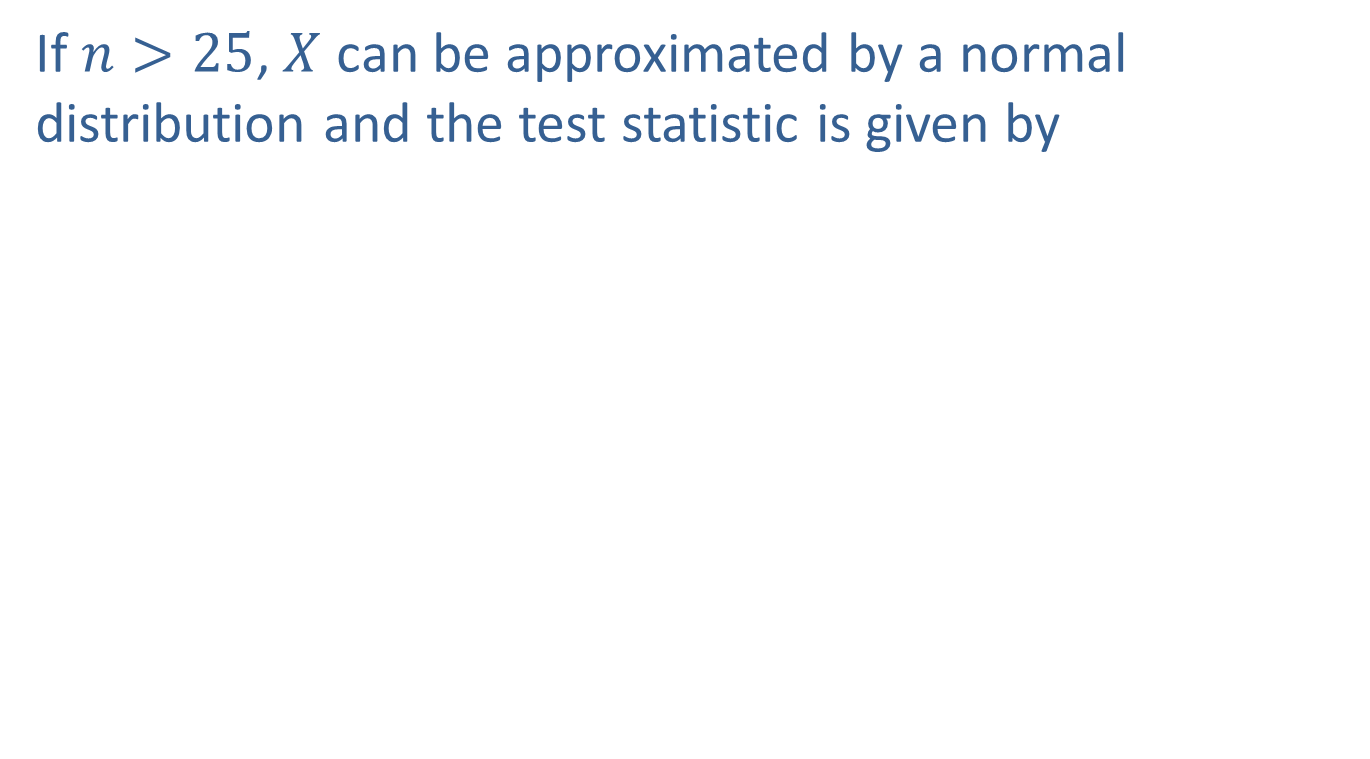 If n > 25, X can be approximated by a normal
distribution and the test statistic is given by